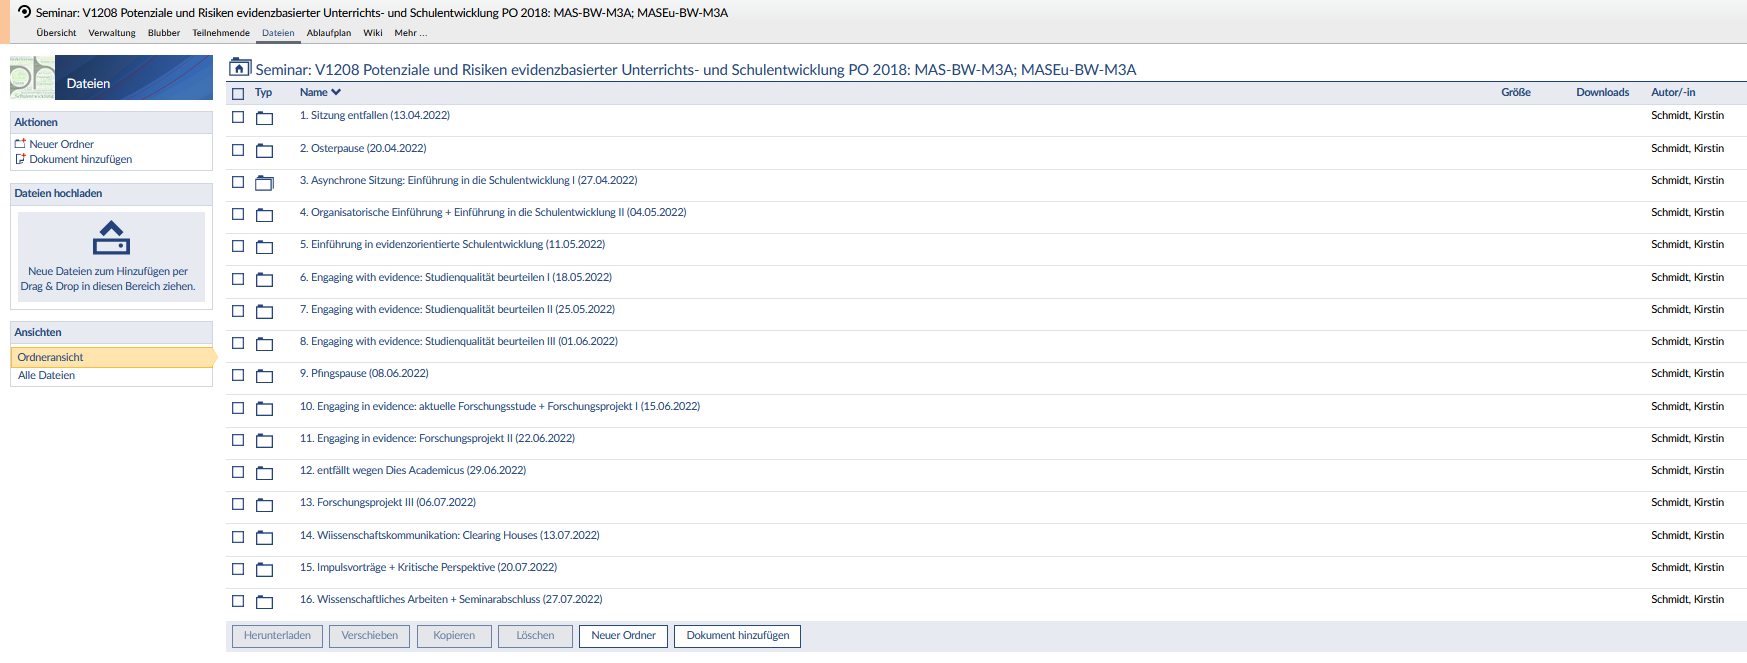 Seminar: V1208 Potenziale und Risiken evidenzbasierter Unterrichts- und Schulentwicklung PO 2018: MAS-BW-M3A; MASEu-BW-M3A
Übersicht Verwaltung Blubber Teilnehmende Dateien Ablaufplan Wiki Mehr ...
ph
Dateien
Aktionen
Neuer Ordner
Dokument hinzufügen
Dateien hochladen
Neue Dateien zum Hinzufügen per
Drag & Drop in diesen Bereich ziehen.
Ansichten
Ordneransicht
Alle Dateien
Seminar: V1208 Potenziale und Risiken evidenzbasierter Unterrichts- und Schulentwicklung PO 2018: MAS-BW-M3A; MASEu-BW-M3A
Typ Name Größe Downloads Autor/-in
1. Sitzung entfallen (13.04.2022) Schmidt, Kirstin
2. Osterpause (20.04.2022) Schmidt, Kirstin
3. Asynchrone Sitzung: Einführung in die Schulentwicklung I (27.04.2022) Schmidt, Kirstin
4. Organisatorische Einführung + Einführung in die Schulentwicklung II (04.05.2022) Schmidt, Kirstin
5. Einführung in evidenzorientierte Schulentwicklung (11.05.2022) Schmidt, Kirstin
6. Engaging with evidence: Studienqualität beurteilen I (18.05.2022) Schmidt, Kirstin
7. Engaging with evidence: Studienqualität beurteilen II (25.05.2022) Schmidt, Kirstin
8. Engaging with evidence: Studienqualität beurteilen III (01.06.2022) Schmidt, Kirstin
9. Pfingspause (08.06.2022) Schmidt, Kirstin
10. Engaging in evidence: aktuelle Forschungsstude + Forschungsprojekt I (15.06.2022) Schmidt, Kirstin
11. Engaging in evidence: Forschungsprojekt II (22.06.2022) Schmidt, Kirstin
12. entfällt wegen Dies Academicus (29.06.2022) Schmidt, Kirstin
13. Forschungsprojekt III (06.07.2022) Schmidt, Kirstin
14. Wiissenschaftskommunikation: Clearing Houses (13.07.2022) Schmidt, Kirstin
15. Impulsvorträge + Kritische Perspektive (20.07.2022) Schmidt, Kirstin
16. Wissenschaftliches Arbeiten + Seminarabschluss (27.07.2022) Schmidt, Kirstin
Herunterladen Verschieben Kopieren Löschen Neuer Ordner Dokument hinzufügen